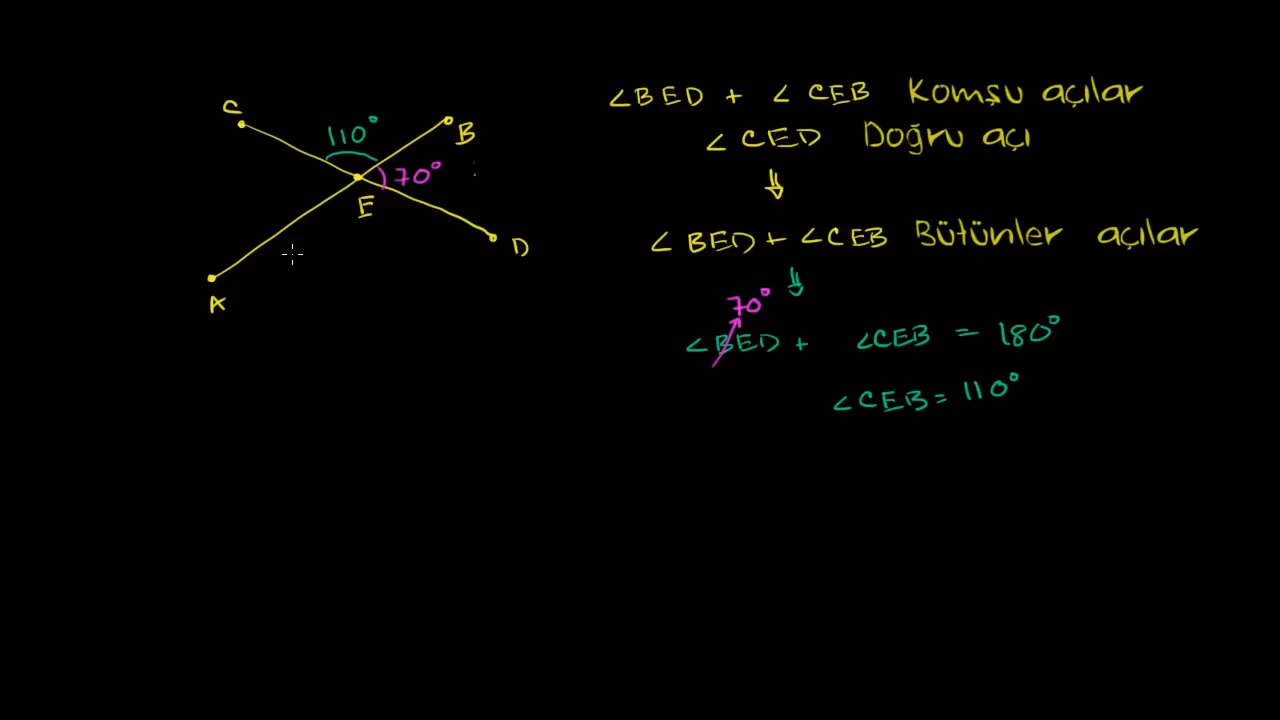 C
110°
B
70°
E
D
A
∠BED + ∠CEB Komşu açılar
∠CED Doğru açı
⇓
∠BED + ∠CEB Bütünler açılar
⇓
70°
∠BED + ∠CEB = 180°
∠CEB = 110°